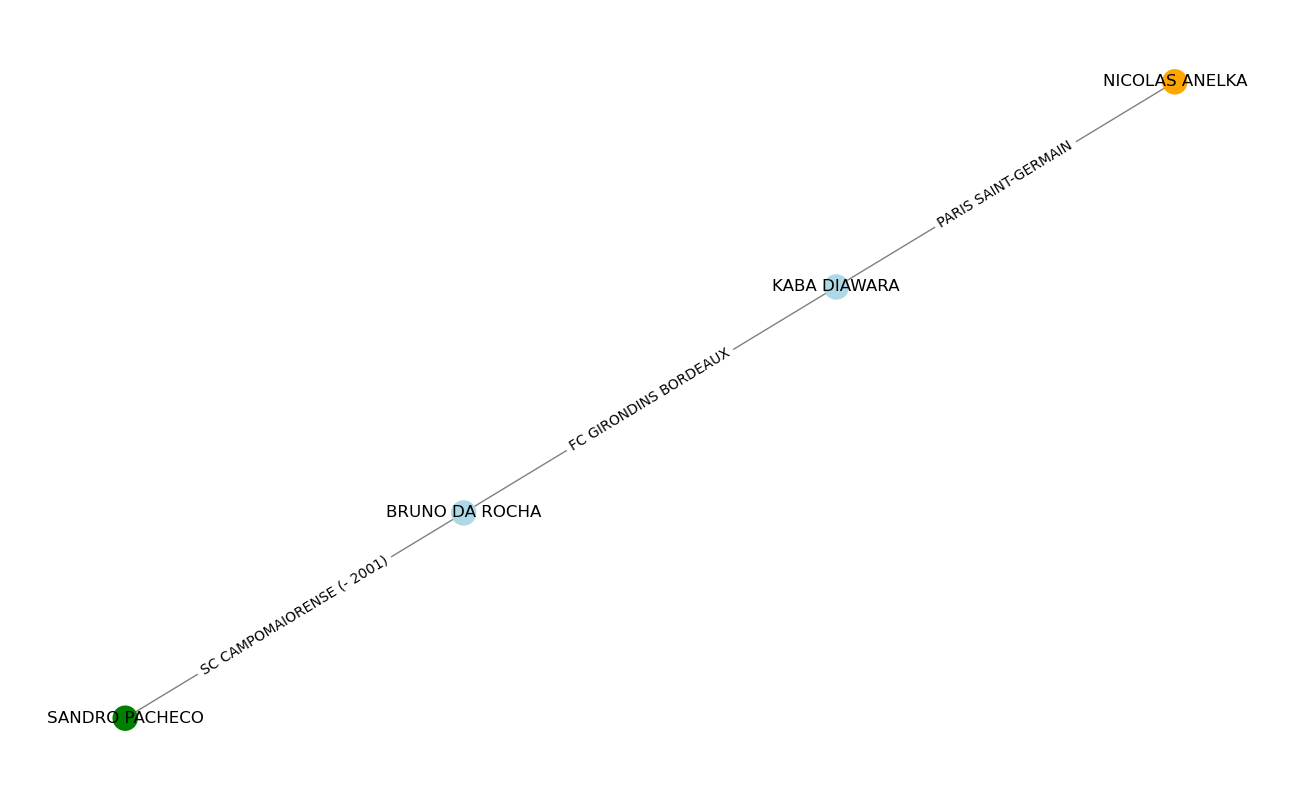 NICOLAS ANELKA
PARIS SAINT-GERMAIN
KABA DIAWARA
FC GIRONDINS BORDEAUX
BRUNO DA ROCHA
SC CAMPOMAIORENSE (- 2001)
SANDRO PACHECO